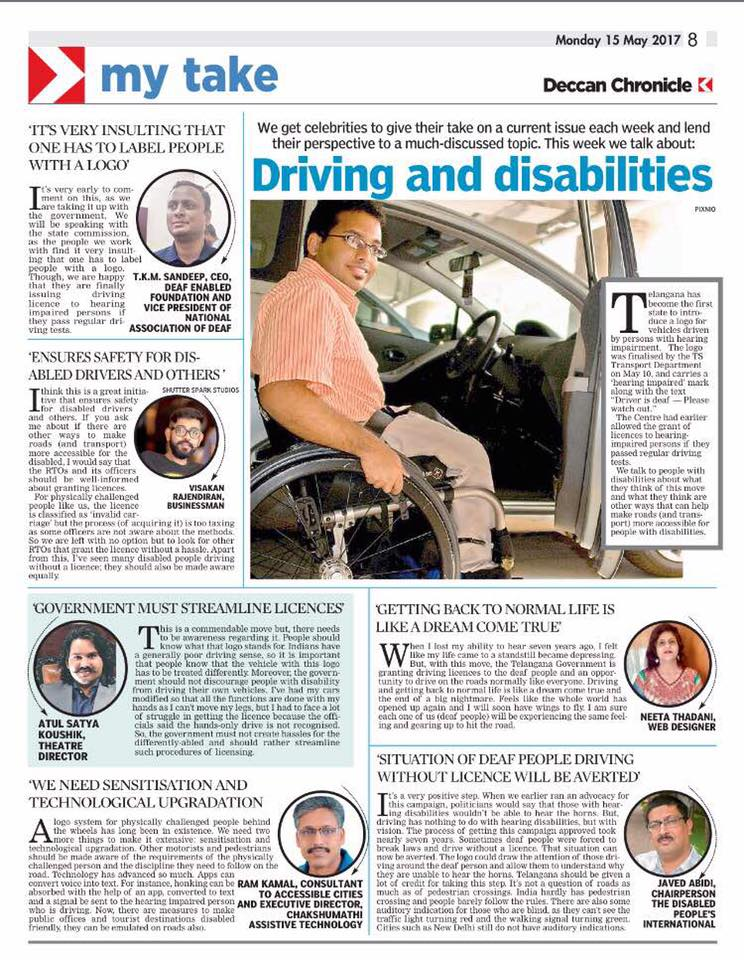 Monday 15 May 2017 8
my take
Deccan Chronicle
'IT'S VERY INSULTING THAT
ONE HAS TO LABEL PEOPLE
WITH A LOGO'
It's very early to com-
ment on this, as we
are taking it up with
the government. We
will be speaking with
the state commission,
as the people we work
with find it very insult-
ing that one has to label
people with a logo.
Though, we are happy
that they are finally
issuing driving
licence to hearing
impaired persons if
they pass regular dri-
ving tests.
T.K.M. SANDEEP, CEO,
DEAF ENABLED
FOUNDATION AND
VICE PRESIDENT OF
NATIONAL
ASSOCIATION OF DEAF
We get celebrities to give their take on a current issue each week and lend
their perspective to a much-discussed topic. This week we talk about:
Driving and disabilities
PIXNIO
Telangana has
become the first
state to intro-
duce a logo for
vehicles driven
by persons with hearing
impairment. The logo
was finalised by the TS
Transport Department
on May 10, and carries a
'hearing impaired' mark
along with the text
"Driver is deaf — Please
watch out."
The Centre had earlier
allowed the grant of
licences to hearing-
impaired persons if they
passed regular driving
tests.
We talk to people with
disabilities about what
they think of this move
and what they think are
other ways that can help
make roads (and trans-
port) more accessible for
people with disabilities.
'ENSURES SAFETY FOR DIS-
ABLED DRIVERS AND OTHERS '
SHUTTER SPARK STUDIOS
I think this is a great initia-
tive that ensures safety
for disabled drivers
and others. If you ask
me about if there are
other ways to make
roads (and transport)
more accessible for the
disabled, I would say that
the RTOs and its officers
should be well-informed
about granting licences.
For physically challenged
people like us, the licence
is classified as 'invalid car-
riage' but the process (of acquiring it) is too taxing
as some officers are not aware about the methods.
So we are left with no option but to look for other
RTOs that grant the licence without a hassle. Apart
from this, I've seen many disabled people driving
without a licence; they should also be made aware
equally.
VISAKAN
RAJENDIRAN,
BUSINESSMAN
'GOVERNMENT MUST STREAMLINE LICENCES'
This is a commendable move but, there needs
to be awareness regarding it. People should
know what that logo stands for. Indians have
a generally poor driving sense, so it is important
that people know that the vehicle with this logo
has to be treated differently. Moreover, the govern-
ment should not discourage people with disability
from driving their own vehicles. I've had my cars
modified so that all the functions are done with my
hands as I can't move my legs, but I had to face a lot
of struggle in getting the licence because the offi-
cials said the hands-only drive is not recognised.
So, the government must not create hassles for the
differently-abled and should rather streamline
such procedures of licensing.
ATUL SATYA
KOUSHIK,
THEATRE
DIRECTOR
'GETTING BACK TO NORMAL LIFE IS
LIKE A DREAM COME TRUE'
When I lost my ability to hear seven years ago, I felt
like my life came to a standstill became depressing.
But, with this move, the Telangana Government is
granting driving licences to the deaf people and an oppor-
tunity to drive on the roads normally like everyone. Driving
and getting back to normal life is like a dream come true and
the end of a big nightmare. Feels like the whole world has
opened up again and I will soon have wings to fly. I am sure
each one of us (deaf people) will be experiencing the same feel-
ing and gearing up to hit the road.
NEETA THADANI,
WEB DESIGNER
'WE NEED SENSITISATION AND
TECHNOLOGICAL UPGRADATION
A logo system for physically challenged people behind
the wheels has long been in existence. We need two
more things to make it extensive: sensitisation and
technological upgradation. Other motorists and pedestrians
should be made aware of the requirements of the physically
challenged person and the discipline they need to follow on the
road. Technology has advanced so much. Apps can
convert voice into text. For instance, honking can be
absorbed with the help of an app, converted to text
and a signal be sent to the hearing impaired person
who is driving. Now, there are measures to make
public offices and tourist destinations disabled
friendly, they can be emulated on roads also.
RAM KAMAL, CONSULTANT
TO ACCESSIBLE CITIES
AND EXECUTIVE DIRECTOR,
CHAKSHUMATHI
ASSISTIVE TECHNOLOGY
'SITUATION OF DEAF PEOPLE DRIVING
WITHOUT LICENCE WILL BE AVERTED'
It's a very positive step. When we earlier ran an advocacy for
this campaign, politicians would say that those with hear-
ing disabilities wouldn't be able to hear the horns. But,
driving has nothing to do with hearing disabilities, but with
vision. The process of getting this campaign approved took
nearly seven years. Sometimes deaf people were forced to
break laws and drive without a licence. That situation can
now be averted. The logo could draw the attention of those dri-
ving around the deaf person and allow them to understand why
they are unable to hear the horns. Telangana should be given a
lot of credit for taking this step. It's not a question of roads as
much as of pedestrian crossings. India hardly has pedestrian
crossing and people barely follow the rules. There are also some
auditory indication for those who are blind, as they can't see the
traffic light turning red and the walking signal turning green.
Cities such as New Delhi still do not have auditory indications.
JAVED ABIDI,
CHAIRPERSON
THE DISABLED
PEOPLE'S
INTERNATIONAL